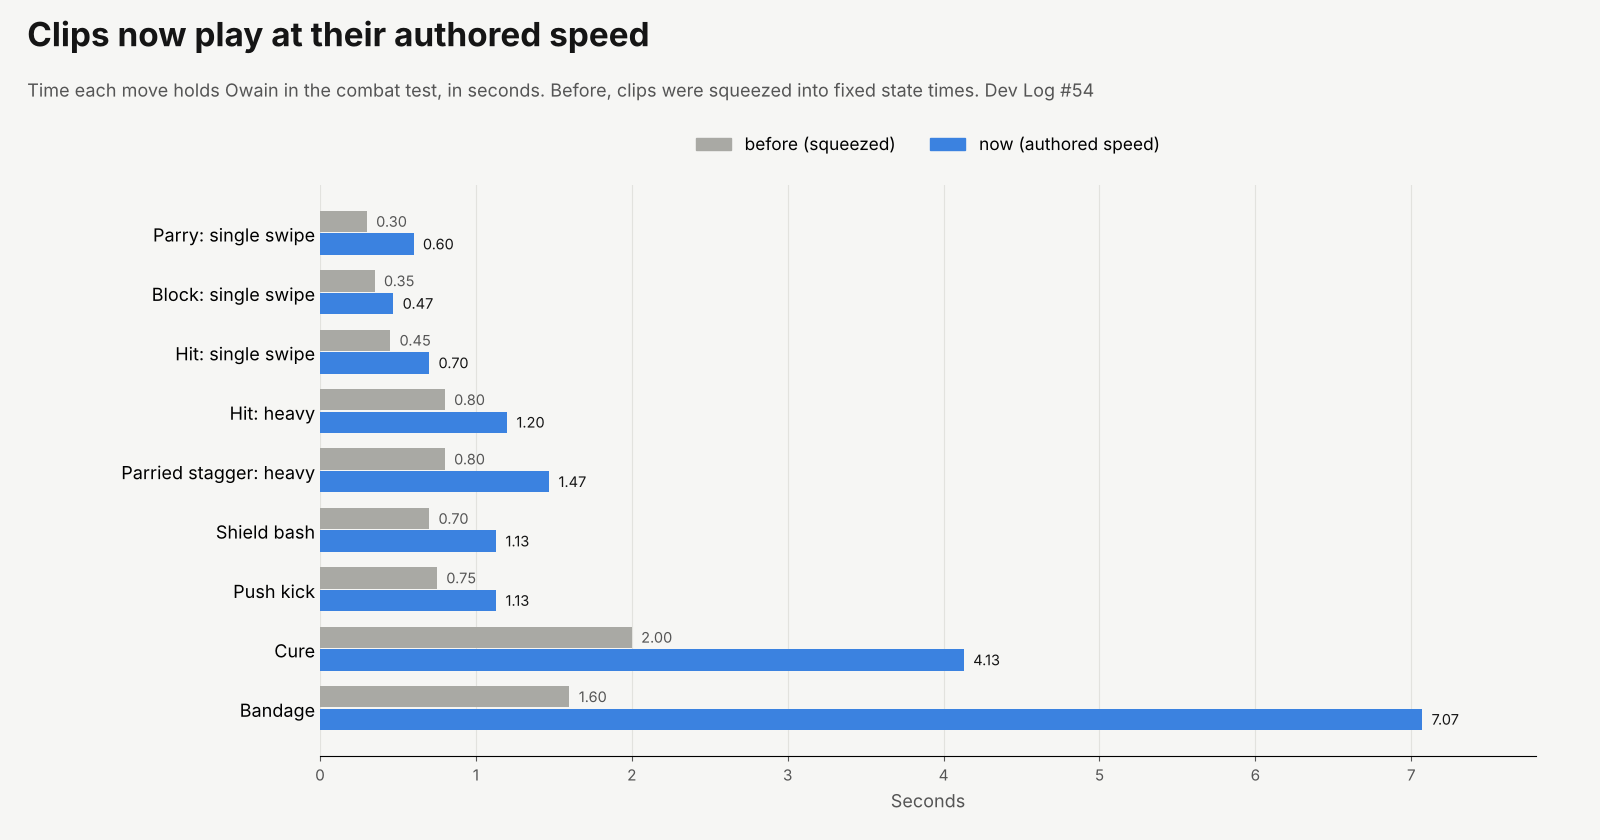 Clips now play at their authored speed
Time each move holds Owain in the combat test, in seconds. Before, clips were squeezed into fixed state times. Dev Log #54
before (squeezed) now (authored speed)
Parry: single swipe 0.30
0.60
Block: single swipe 0.35
0.47
Hit: single swipe 0.45
0.70
Hit: heavy 0.80
1.20
Parried stagger: heavy 0.80
1.47
Shield bash 0.70
1.13
Push kick 0.75
1.13
Cure 2.00
4.13
Bandage 1.60
7.07
0 1 2 3 4 5 6 7
Seconds